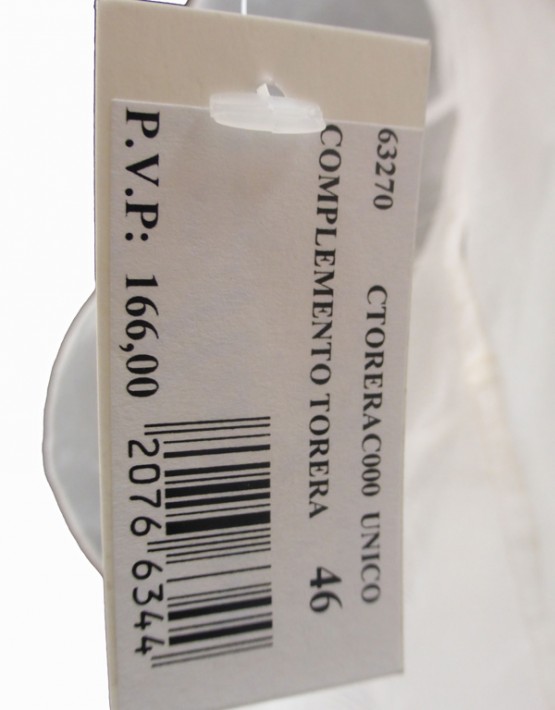 63270 CTORERAC000 UNICO
COMPLEMENTO TORERA 46
P.V.P: 166,00
2076 6344